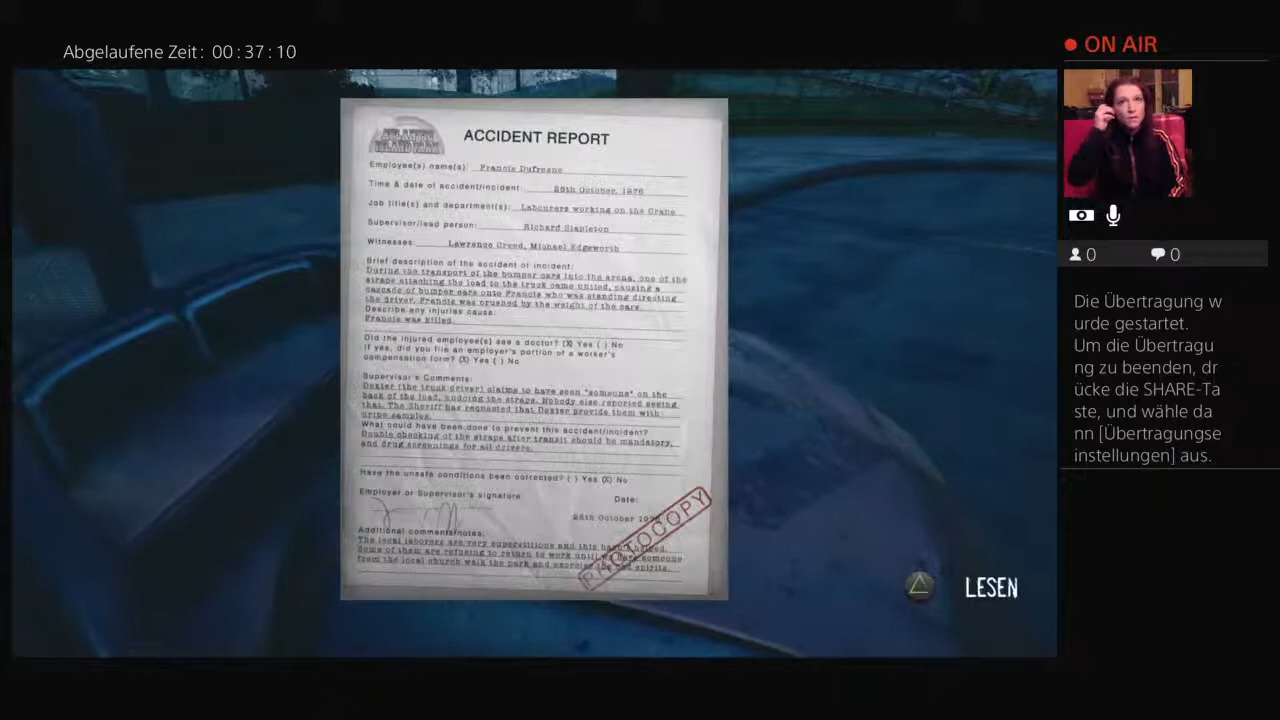 Abgelaufene Zeit: 00:37:10
ON AIR
ATLANTIC
ISLAND PARK
ACCIDENT REPORT
Employee(s) name(s): Francis Dufresne
Time & date of accident/incident: 25th October, 1976
Job title(s) and department(s): Labourers working on the Crane
Supervisor/lead person: Richard Stapleton
Witnesses: Lawrence Creed, Michael Edgeworth
Brief description of the accident or incident:
During the transport of the bumper cars into the arena, one of the
straps attaching the load to the truck came untied, causing a
cascade of bumper cars onto Francis who was standing directing
the driver. Francis was crushed by the weight of the cars.
Describe any injuries cause:
Francis was killed.
Did the injured employee(s) see a doctor? (X) Yes ( ) No
If yes, did you file an employer's portion of a worker's
compensation form? (X) Yes ( ) No
Supervisor's Comments:
Dexter (the truck driver) claims to have seen "someone" on the
back of the load, undoing the straps. Nobody else reported seeing
that. The Sheriff has requested that Dexter provide them with
urine samples.
What could have been done to prevent this accident/incident?
Double checking of the straps after transit should be mandatory,
and drug screenings for all drivers.
Have the unsafe conditions been corrected? ( ) Yes (X) No
Employer or Supervisor's signature
Date:
25th October 197
Additional comments/notes:
The local laborers are very superstitious and this hasn't helped.
Some of them are refusing to return to work until we have someone
from the local church walk the park and exorcise the bad spirits.
PHOTOCOPY
LESEN
0
0
Die Übertragung w
urde gestartet.
Um die Übertragu
ng zu beenden, dr
ücke die SHARE-Ta
ste, und wähle da
nn [Übertragungse
instellungen] aus.